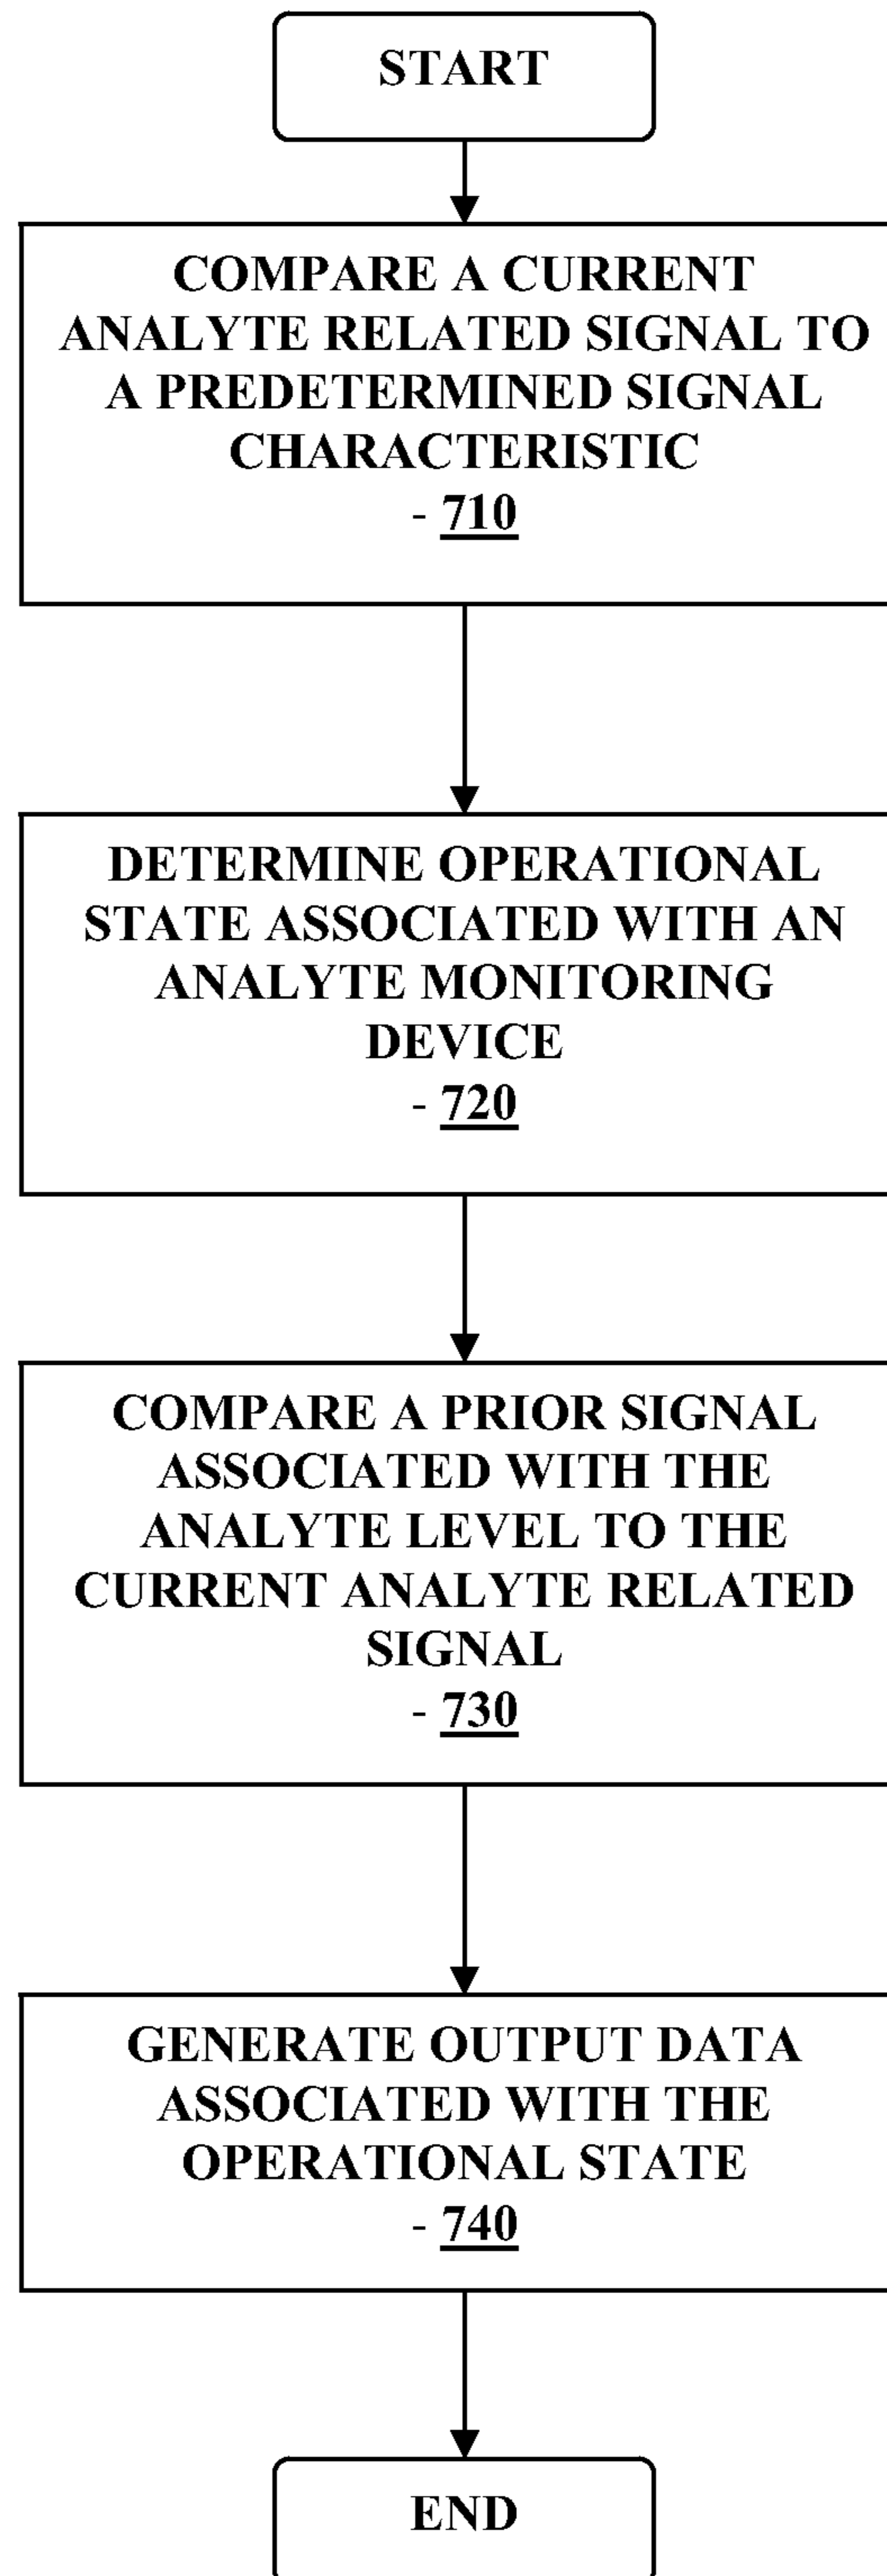 START
COMPARE A CURRENT
ANALYTE RELATED SIGNAL TO
A PREDETERMINED SIGNAL
CHARACTERISTIC
- 710
DETERMINE OPERATIONAL
STATE ASSOCIATED WITH AN
ANALYTE MONITORING
DEVICE
- 720
COMPARE A PRIOR SIGNAL
ASSOCIATED WITH THE
ANALYTE LEVEL TO THE
CURRENT ANALYTE RELATED
SIGNAL
- 730
GENERATE OUTPUT DATA
ASSOCIATED WITH THE
OPERATIONAL STATE
- 740
END